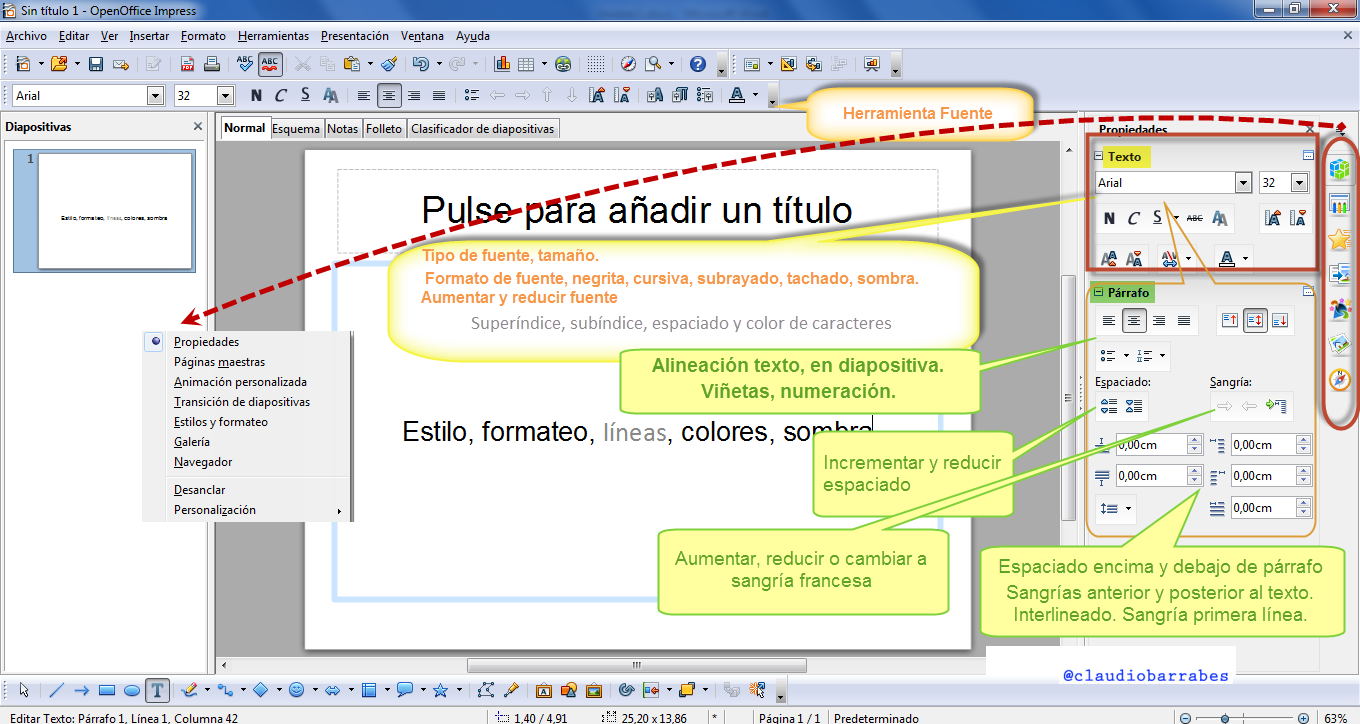 Sin título 1 - OpenOffice Impress
Archivo Editar Ver Insertar Formato Herramientas Presentación Ventana Ayuda
Arial 32 N C S
Herramienta Fuente
Diapositivas
Normal Esquema Notas Folleto Clasificador de diapositivas
Propiedades
1
Estilo, formateo, líneas, colores, sombra
Pulse para añadir un título
Texto
Arial 32
N C S ABC
Tipo de fuente, tamaño.
Formato de fuente, negrita, cursiva, subrayado, tachado, sombra.
Aumentar y reducir fuente
Superíndice, subíndice, espaciado y color de caracteres
Párrafo
Propiedades
Páginas maestras
Animación personalizada
Transición de diapositivas
Estilos y formateo
Galería
Navegador
Desanclar
Personalización
Alineación texto, en diapositiva.
Viñetas, numeración.
Espaciado: Sangría:
Estilo, formateo, líneas, colores, sombra
Incrementar y reducir
espaciado
0,00cm 0,00cm
0,00cm 0,00cm
0,00cm
Aumentar, reducir o cambiar a
sangría francesa
Espaciado encima y debajo de párrafo
Sangrías anterior y posterior al texto.
Interlineado. Sangría primera línea.
@claudiobarrabes
Editar Texto: Párrafo 1, Línea 1, Columna 42 1,40 / 4,91 25,20 x 13,86 * Página 1 / 1 Predeterminado 63%